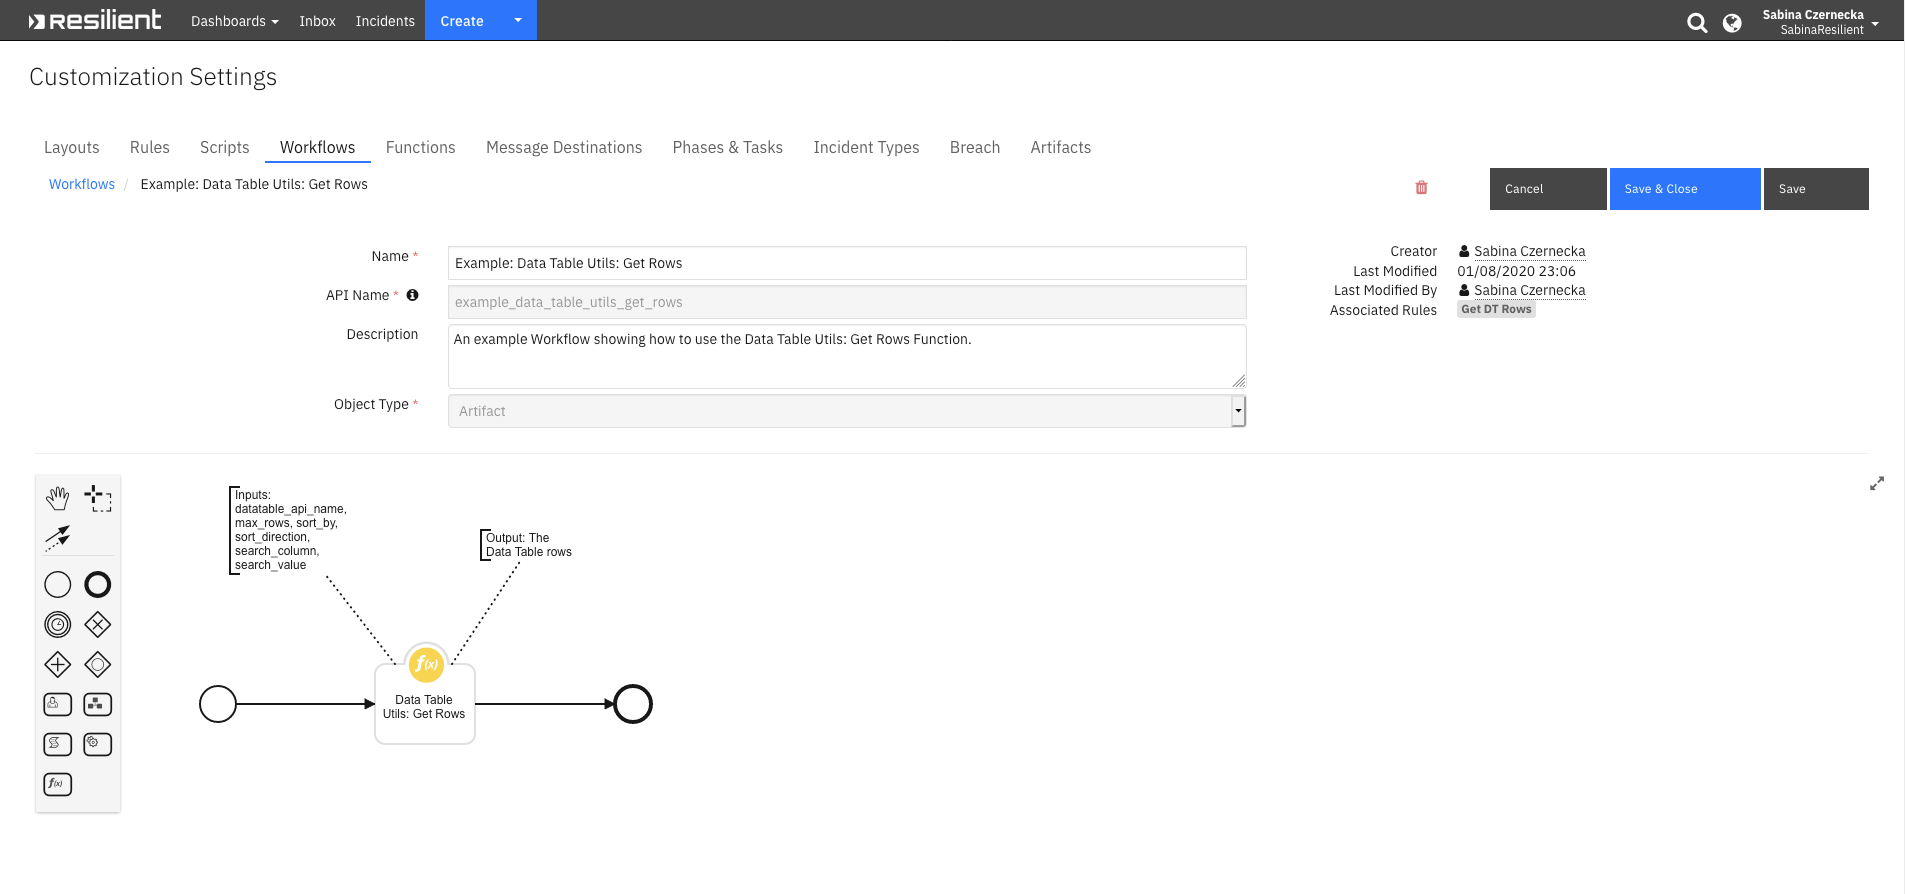 resilient Dashboards Inbox Incidents Create Sabina Czernecka
SabinaResilient
Customization Settings
Layouts Rules Scripts Workflows Functions Message Destinations Phases & Tasks Incident Types Breach Artifacts
Workflows / Example: Data Table Utils: Get Rows
Cancel Save & Close Save
Name * Example: Data Table Utils: Get Rows
API Name * example_data_table_utils_get_rows
Description An example Workflow showing how to use the Data Table Utils: Get Rows Function.
Object Type * Artifact
Creator Sabina Czernecka
Last Modified 01/08/2020 23:06
Last Modified By Sabina Czernecka
Associated Rules Get DT Rows
Inputs:
datatable_api_name,
max_rows, sort_by,
sort_direction,
search_column,
search_value
Output: The
Data Table rows
f(x)
Data Table
Utils: Get Rows
f(x)